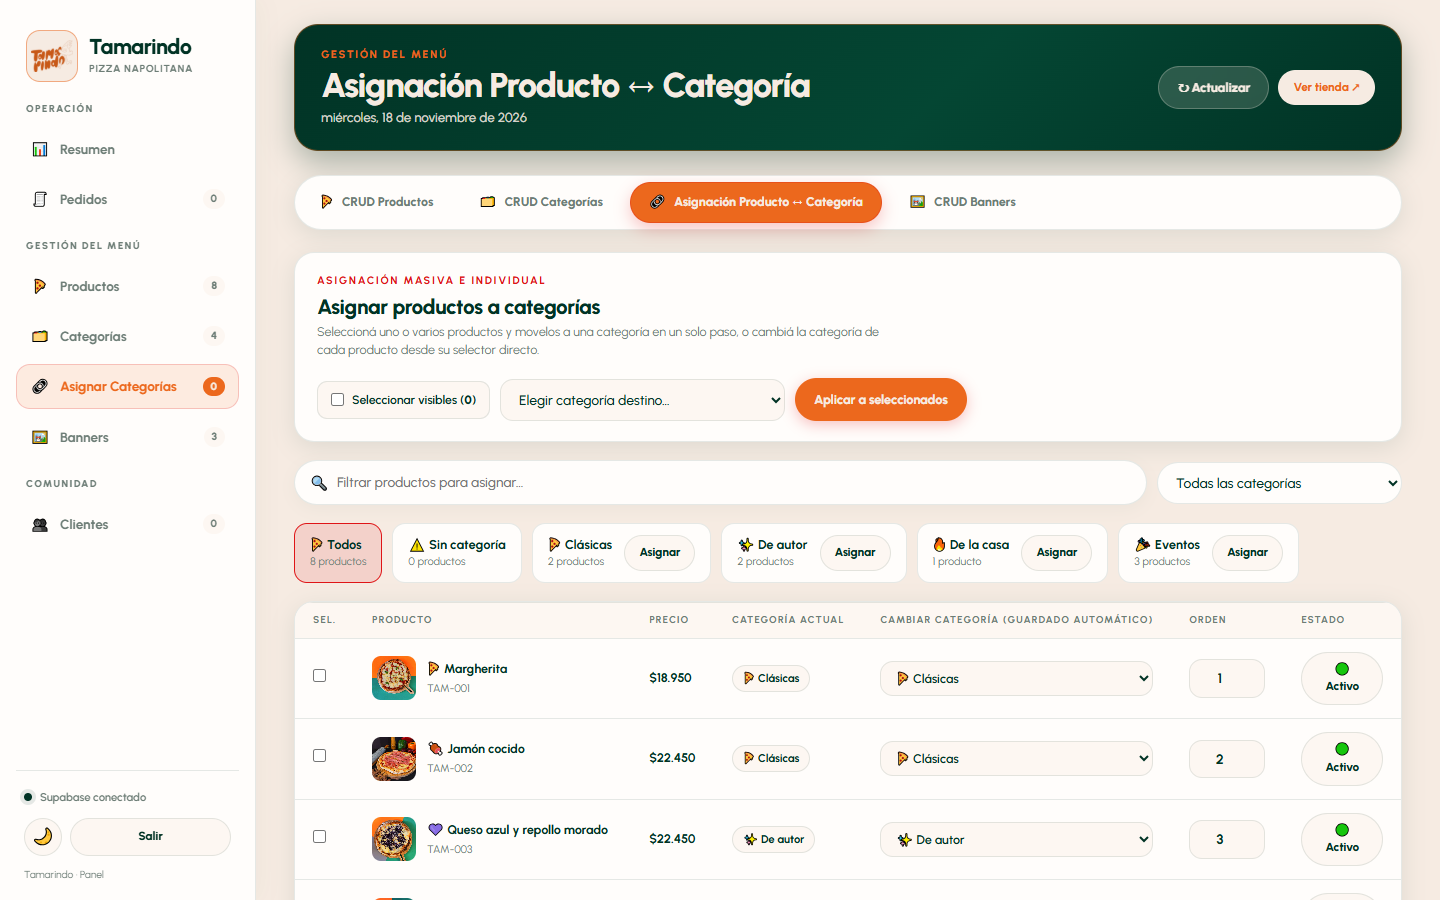 Tamarindo
PIZZA NAPOLITANA
OPERACIÓN
Resumen
Pedidos 0
GESTIÓN DEL MENÚ
Productos 8
Categorías 4
Asignar Categorías 0
Banners 3
COMUNIDAD
Clientes 0
Supabase conectado
Salir
Tamarindo · Panel
GESTIÓN DEL MENÚ
Asignación Producto ↔ Categoría
miércoles, 18 de noviembre de 2026
↻ Actualizar
Ver tienda ↗
CRUD Productos
CRUD Categorías
Asignación Producto ↔ Categoría
CRUD Banners
ASIGNACIÓN MASIVA E INDIVIDUAL
Asignar productos a categorías
Seleccioná uno o varios productos y movelos a una categoría en un solo paso, o cambiá la categoría de
cada producto desde su selector directo.
Seleccionar visibles (0)
Elegir categoría destino...
Aplicar a seleccionados
Filtrar productos para asignar...
Todas las categorías
Todos
8 productos
Sin categoría
0 productos
Clásicas
2 productos
Asignar
De autor
2 productos
Asignar
De la casa
1 producto
Asignar
Eventos
3 productos
Asignar
SEL. PRODUCTO PRECIO CATEGORÍA ACTUAL CAMBIAR CATEGORÍA (GUARDADO AUTOMÁTICO) ORDEN ESTADO
Margherita
TAM-001
$18.950
Clásicas
Clásicas
1
Activo
Jamón cocido
TAM-002
$22.450
Clásicas
Clásicas
2
Activo
Queso azul y repollo morado
TAM-003
$22.450
De autor
De autor
3
Activo